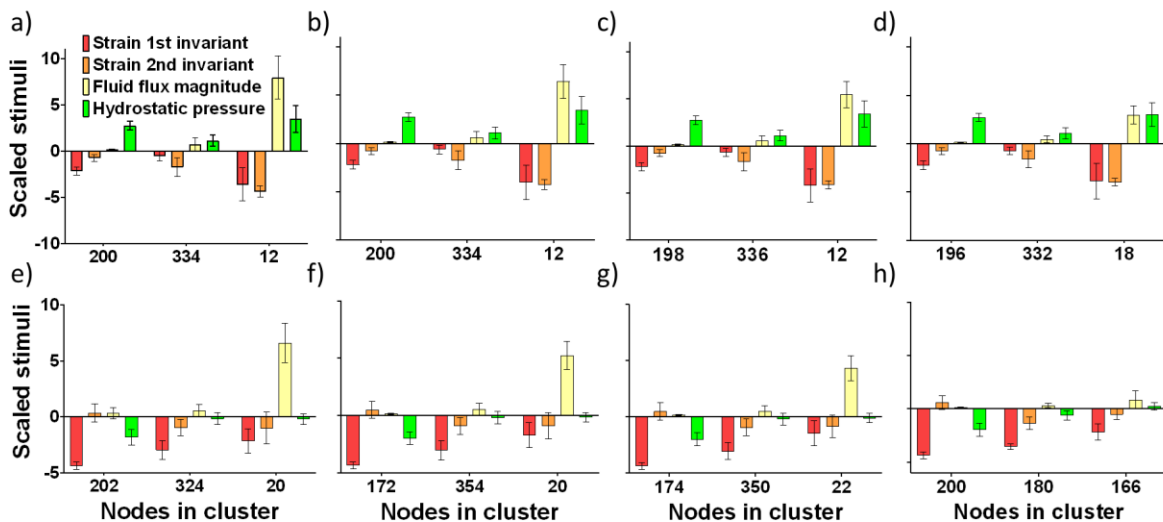 a)
b)
c)
d)
Strain 1st invariant
Strain 2nd invariant
Fluid flux magnitude
Hydrostatic pressure
Scaled stimuli
10
5
0
-5
-10
200 334 12
200 334 12
198 336 12
196 332 18
e)
f)
g)
h)
Scaled stimuli
10
5
0
-5
202 324 20
172 354 20
174 350 22
200 180 166
Nodes in cluster
Nodes in cluster
Nodes in cluster
Nodes in cluster